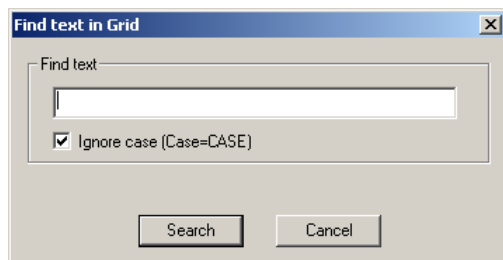 Find text in Grid
Find text
Ignore case (Case=CASE)
Search
Cancel